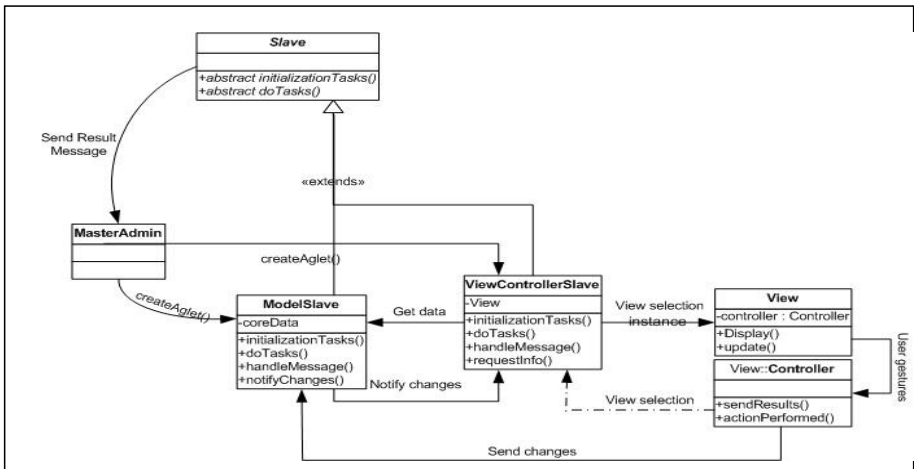 Slave
+abstract initializationTasks()
+abstract doTasks()
Send Result
Message
«extends»
MasterAdmin
createAglet()
createAglet()
ModelSlave
-coreData
+initializationTasks()
+doTasks()
+handleMessage()
+notifyChanges()
Get data
Notify changes
ViewControllerSlave
-View
+initializationTasks()
+doTasks()
+handleMessage()
+requestInfo()
View selection
instance
View
-controller : Controller
+Display()
+update()
User gestures
View::Controller
+sendResults()
+actionPerformed()
View selection
Send changes